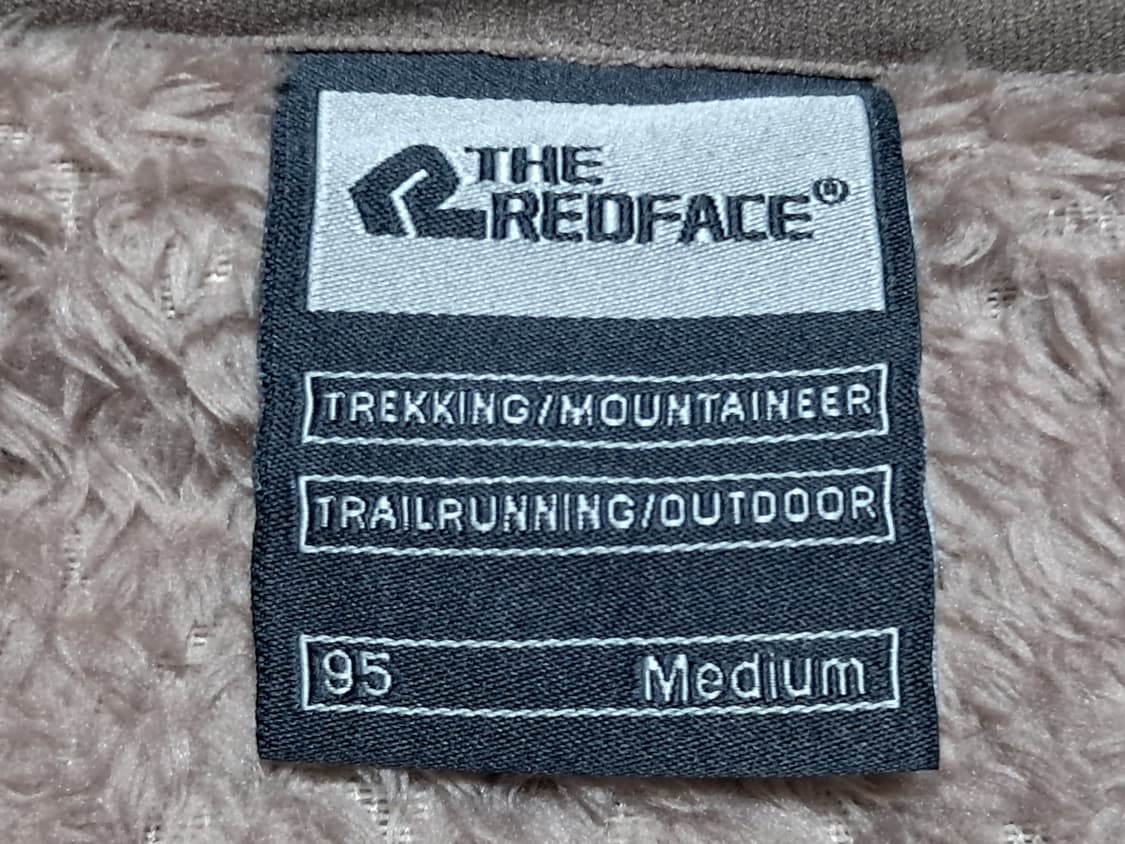 THE
REDFACE®
TREKKING/MOUNTAINEER
TRAILRUNNING/OUTDOOR
95 Medium